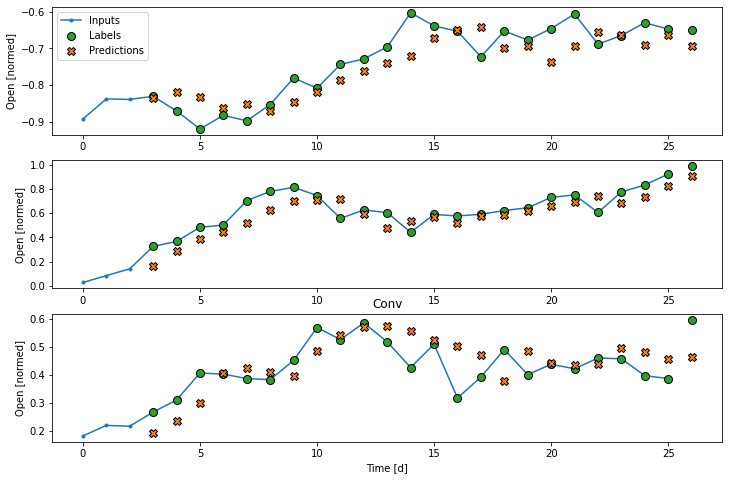 −0.6
−0.7
−0.8
−0.9
Open [normed]
Inputs
Labels
Predictions
0 5 10 15 20 25
1.0
0.8
0.6
0.4
0.2
0.0
Open [normed]
0 5 10 15 20 25
Conv
0.6
0.5
0.4
0.3
0.2
Open [normed]
0 5 10 15 20 25
Time [d]